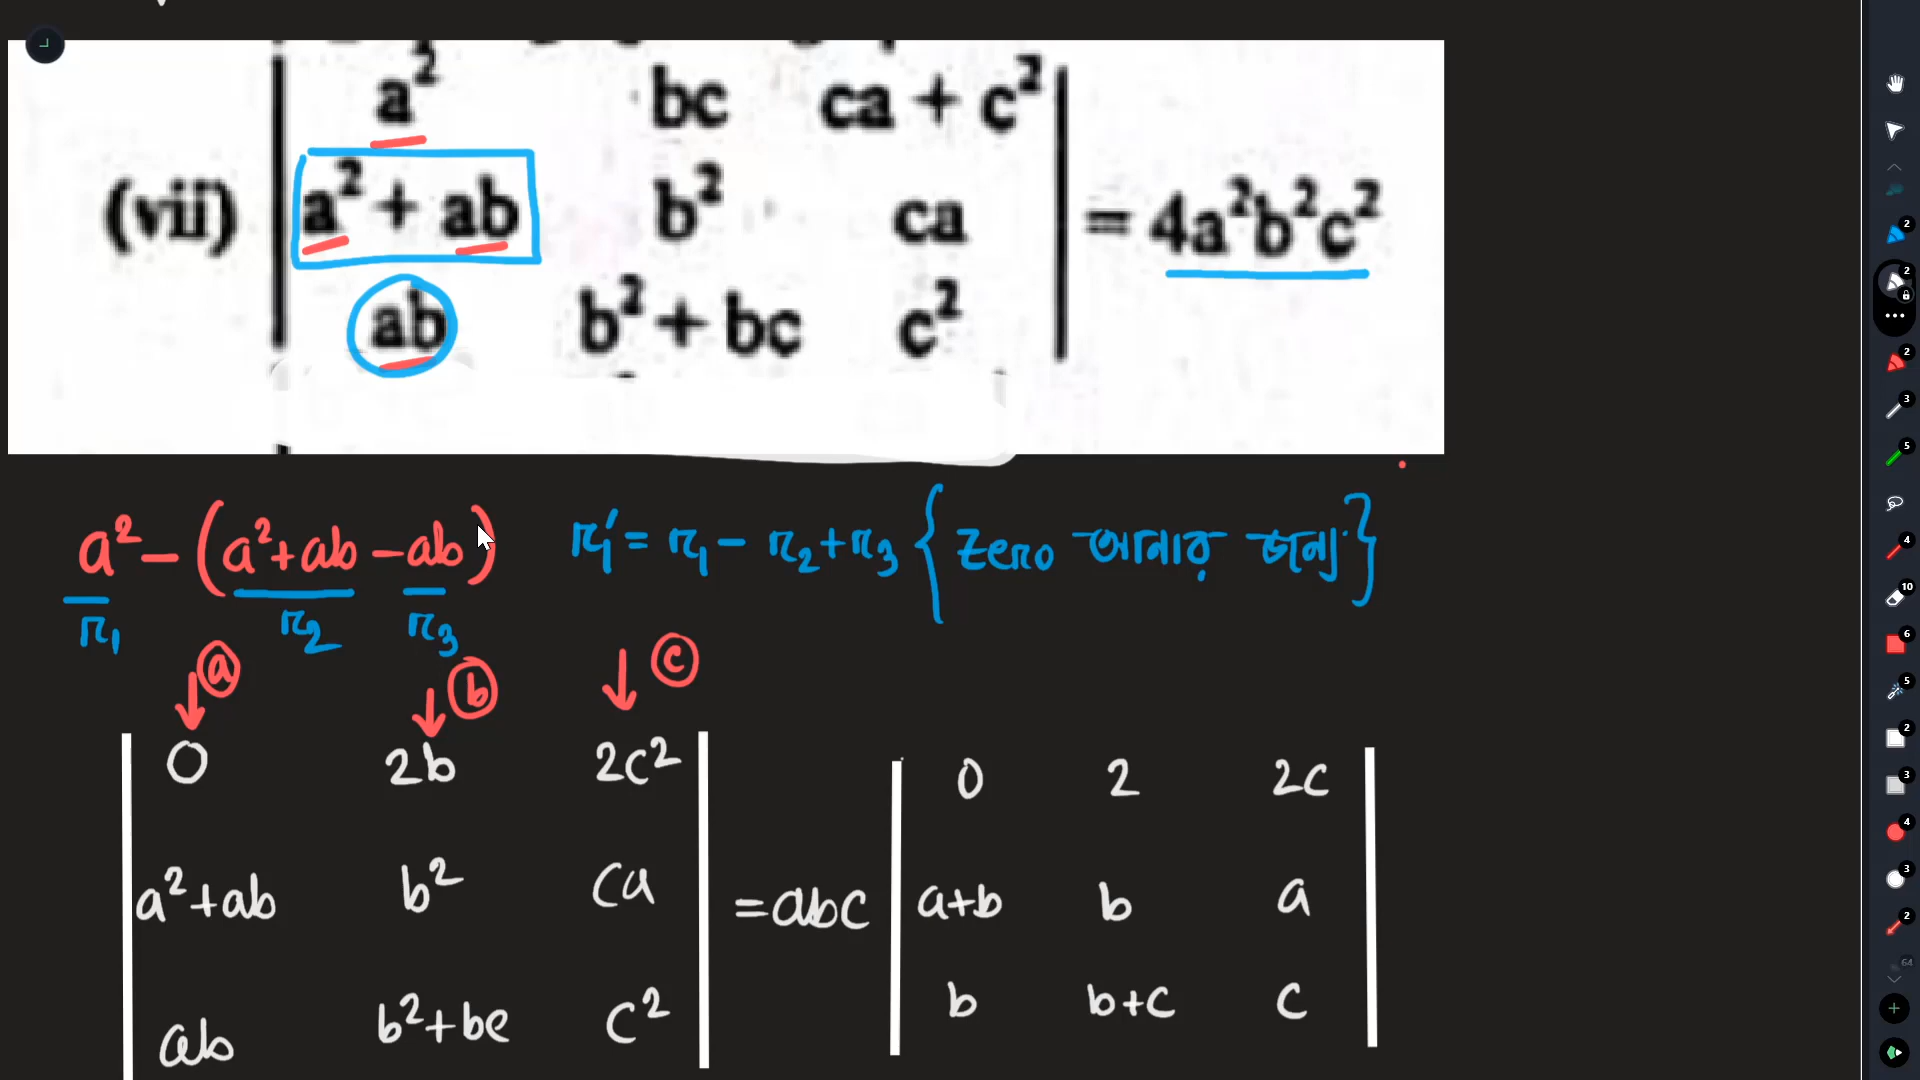 a² bc ca + c²
(vii) a² + ab b² ca = 4a²b²c²
ab b² + bc c²
a² − (a²+ab − ab) r₁′ = r₁ − r₂ + r₃ { zero আনার জন্য }
r₁ r₂ r₃
a b c
0 2b 2c² 0 2 2c
a²+ab b² ca = abc a+b b a
ab b²+bc c² b b+c c